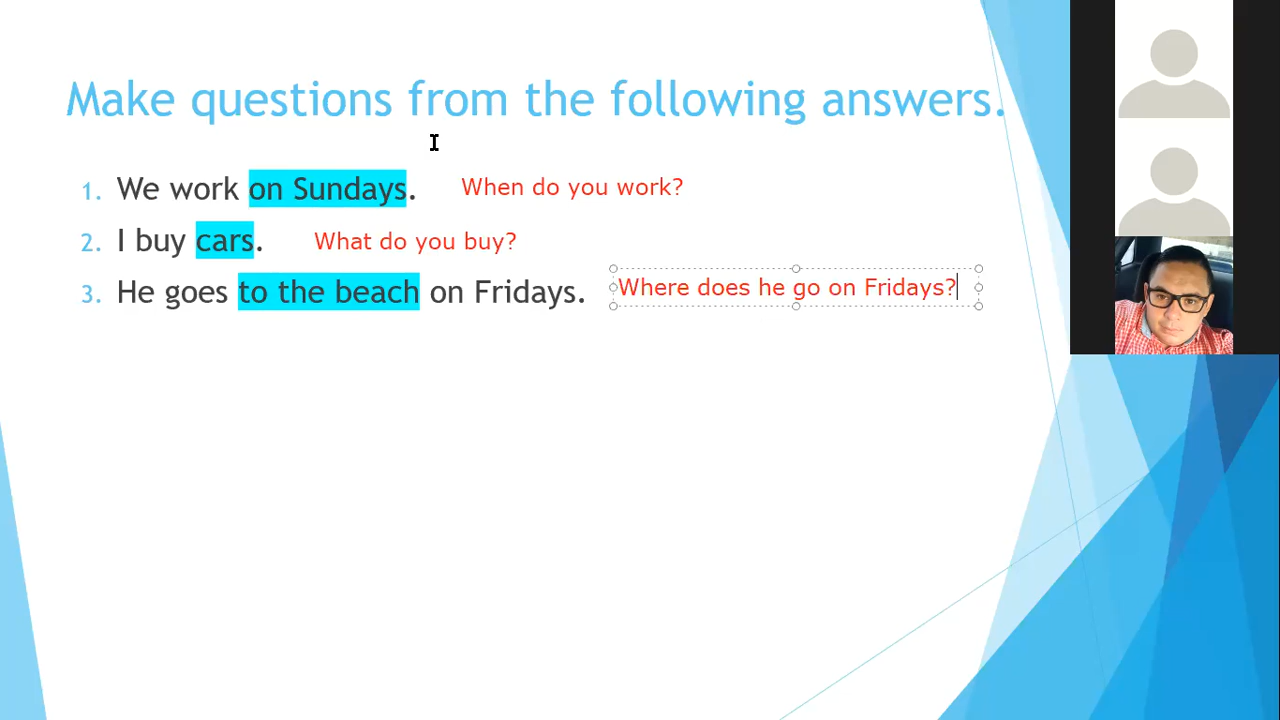 Make questions from the following answers.
1. We work on Sundays. When do you work?
2. I buy cars. What do you buy?
3. He goes to the beach on Fridays. Where does he go on Fridays?